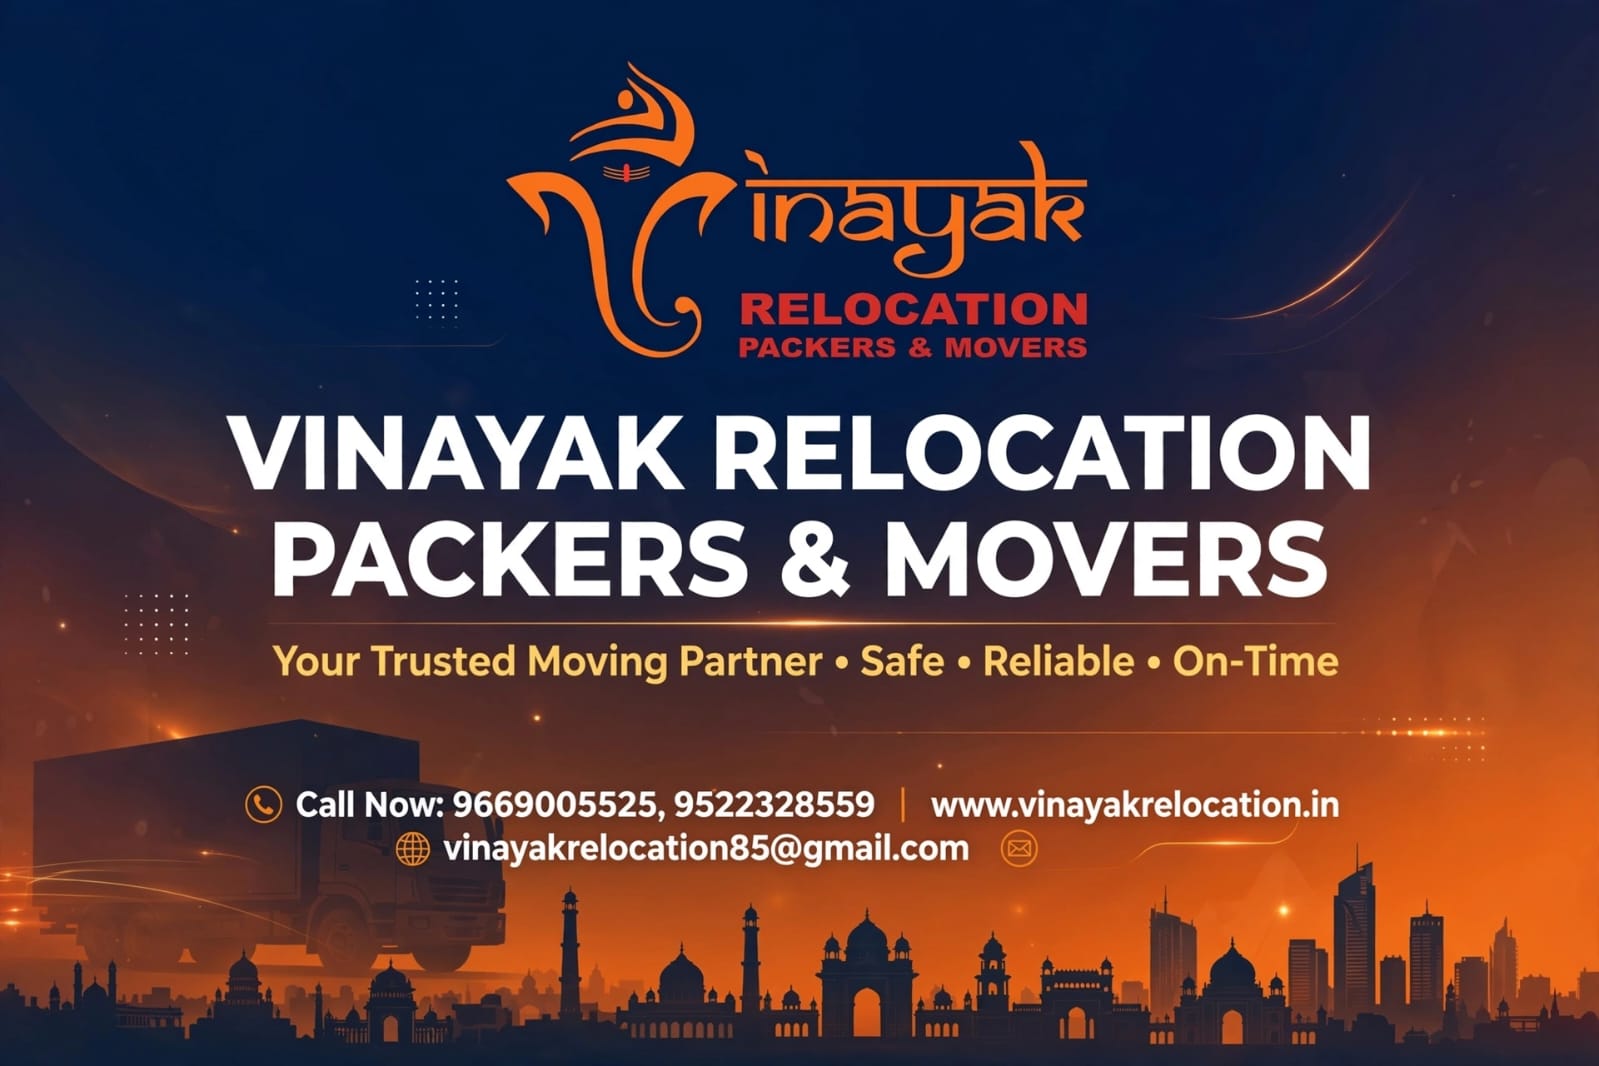 Vinayak
RELOCATION
PACKERS & MOVERS
VINAYAK RELOCATION
PACKERS & MOVERS
Your Trusted Moving Partner • Safe • Reliable • On-Time
Call Now: 9669005525, 9522328559 | www.vinayakrelocation.in
vinayakrelocation85@gmail.com